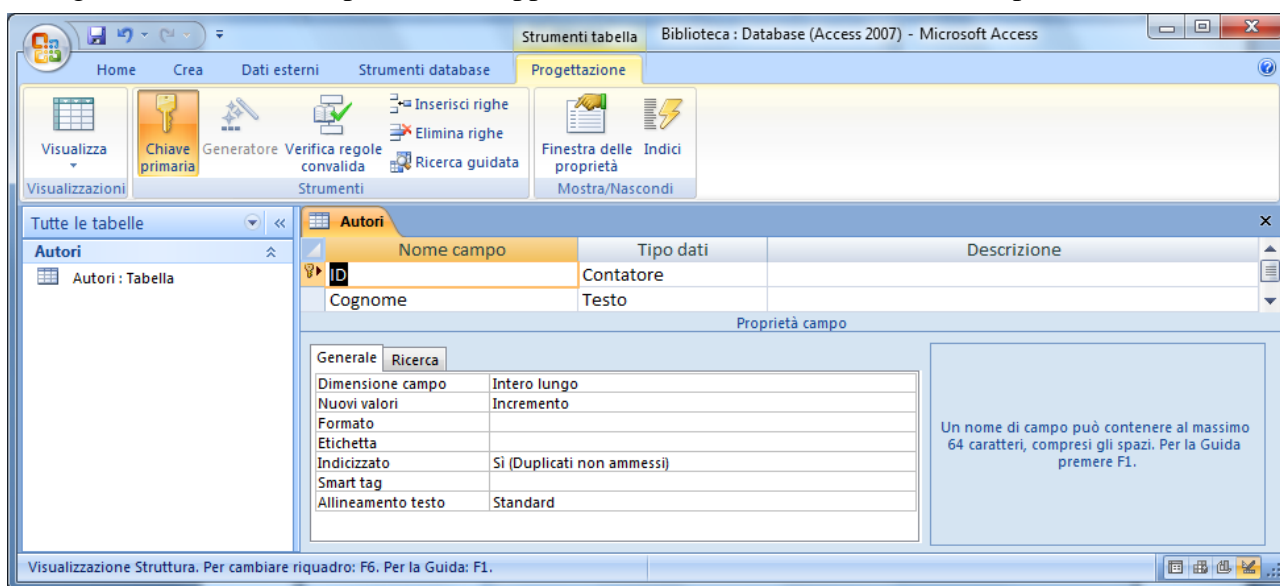 Strumenti tabella Biblioteca : Database (Access 2007) - Microsoft Access
Home Crea Dati esterni Strumenti database Progettazione
Visualizza
Chiave primaria
Generatore
Verifica regole convalida
Inserisci righe
Elimina righe
Ricerca guidata
Finestra delle proprietà
Indici
Visualizzazioni Strumenti Mostra/Nascondi
Tutte le tabelle
Autori
Autori : Tabella
Autori
Nome campo Tipo dati Descrizione
ID Contatore
Cognome Testo
Proprietà campo
Generale Ricerca
Dimensione campo Intero lungo
Nuovi valori Incremento
Formato
Etichetta
Indicizzato Sì (Duplicati non ammessi)
Smart tag
Allineamento testo Standard
Un nome di campo può contenere al massimo
64 caratteri, compresi gli spazi. Per la Guida
premere F1.
Visualizzazione Struttura. Per cambiare riquadro: F6. Per la Guida: F1.